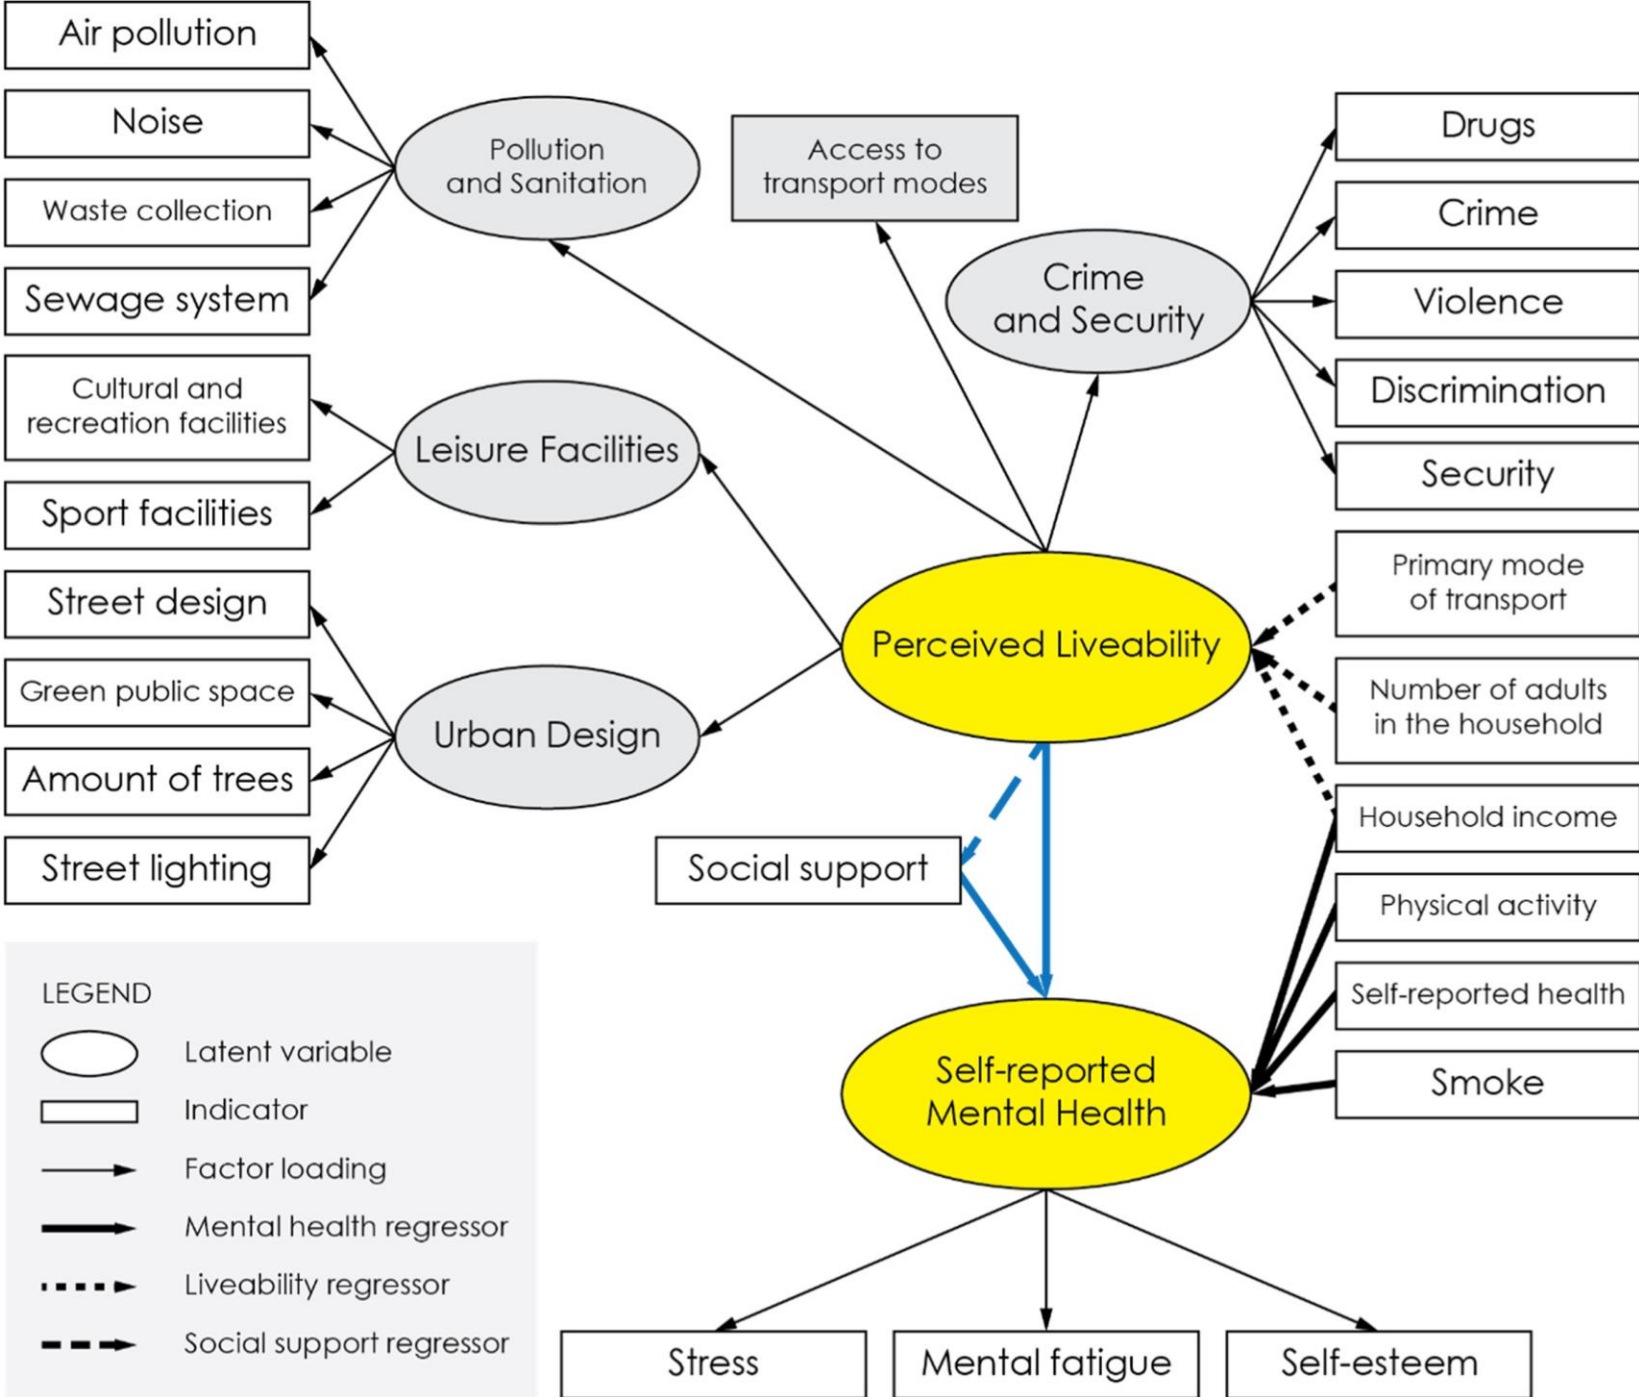 Air pollution
Noise
Waste collection
Sewage system
Cultural and
recreation facilities
Sport facilities
Street design
Green public space
Amount of trees
Street lighting
Pollution
and Sanitation
Leisure Facilities
Urban Design
Access to
transport modes
Crime
and Security
Drugs
Crime
Violence
Discrimination
Security
Primary mode
of transport
Number of adults
in the household
Household income
Physical activity
Self-reported health
Smoke
Perceived Liveability
Social support
Self-reported
Mental Health
Stress
Mental fatigue
Self-esteem
LEGEND
Latent variable
Indicator
Factor loading
Mental health regressor
Liveability regressor
Social support regressor